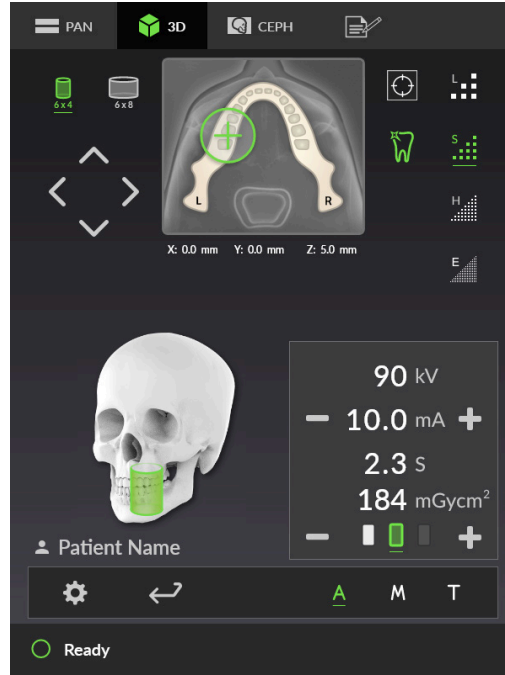 PAN 3D CEPH
6x4 6x8
L
S
H
E
L R
X: 0.0 mm Y: 0.0 mm Z: 5.0 mm
90 kV
10.0 mA
2.3 S
184 mGycm²
Patient Name
A M T
Ready